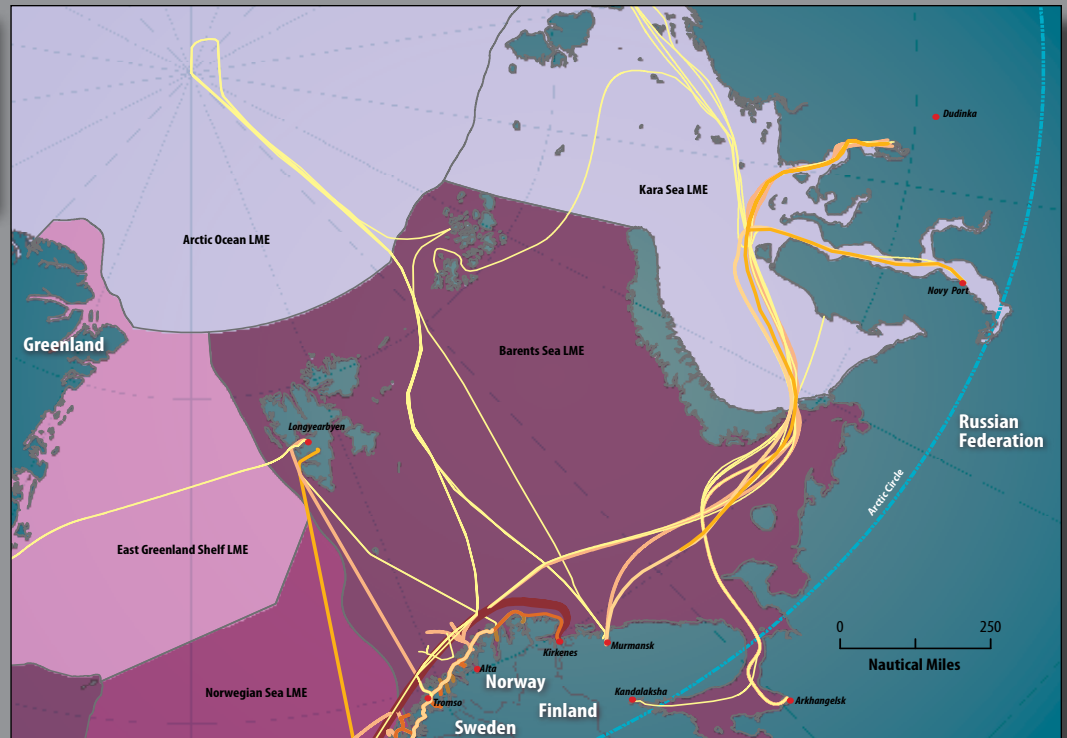 Dudinka
Kara Sea LME
Arctic Ocean LME
Novy Port
Greenland
Barents Sea LME
Longyearbyen
Russian
Federation
Arctic Circle
East Greenland Shelf LME
0 250
Nautical Miles
Kirkenes
Murmansk
Alta
Norway
Norwegian Sea LME
Kandalaksha
Tromso
Arkhangelsk
Finland
Sweden